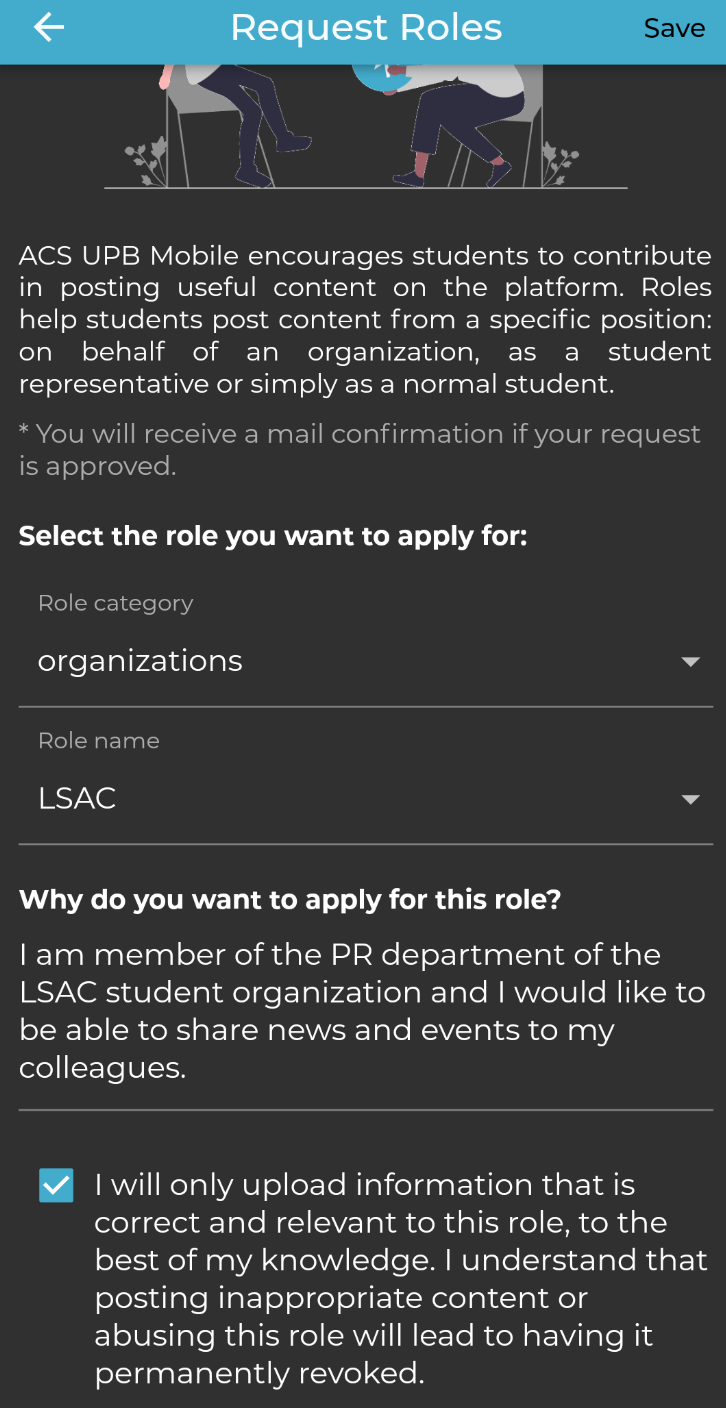 Request Roles
Save
ACS UPB Mobile encourages students to contribute
in posting useful content on the platform. Roles
help students post content from a specific position:
on behalf of an organization, as a student
representative or simply as a normal student.
* You will receive a mail confirmation if your request
is approved.
Select the role you want to apply for:
Role category
organizations
Role name
LSAC
Why do you want to apply for this role?
I am member of the PR department of the
LSAC student organization and I would like to
be able to share news and events to my
colleagues.
I will only upload information that is
correct and relevant to this role, to the
best of my knowledge. I understand that
posting inappropriate content or
abusing this role will lead to having it
permanently revoked.